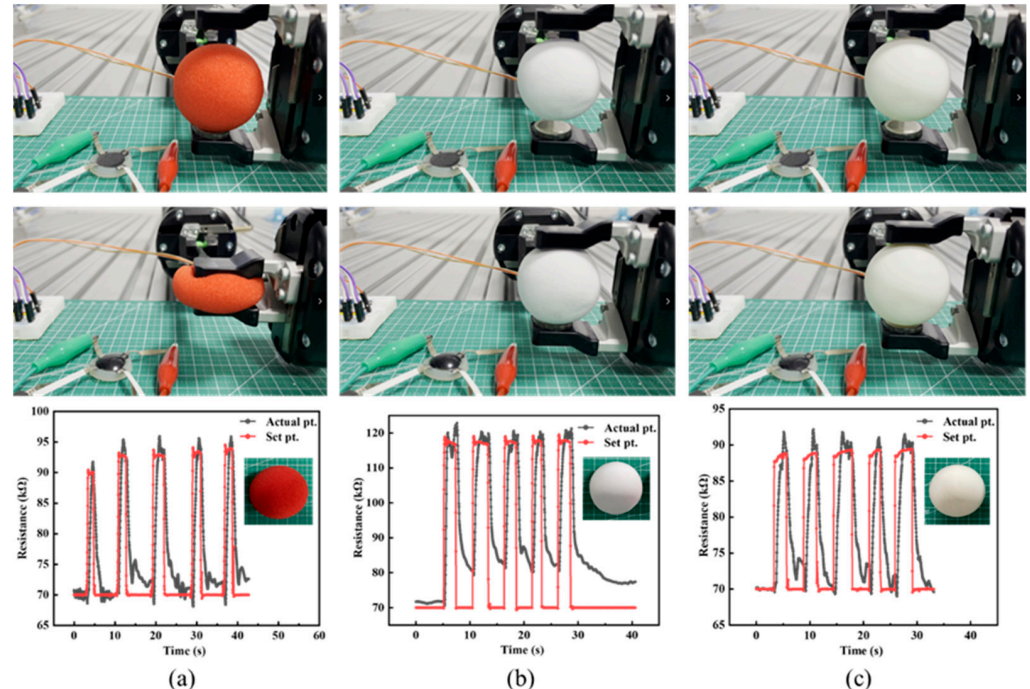 100
95
90
85
80
75
70
65
Resistance (kΩ)
Actual pt.
Set pt.
0 10 20 30 40 50 60
Timc (s)
120
110
100
90
80
70
Resistance (kΩ)
Actual pt.
Set pt.
0 10 20 30 40
Time (s)
95
90
85
80
75
70
65
Resistance (kΩ)
Actual pt.
Set pt.
0 10 20 30 40 50
Time (s)
(a) (b) (c)